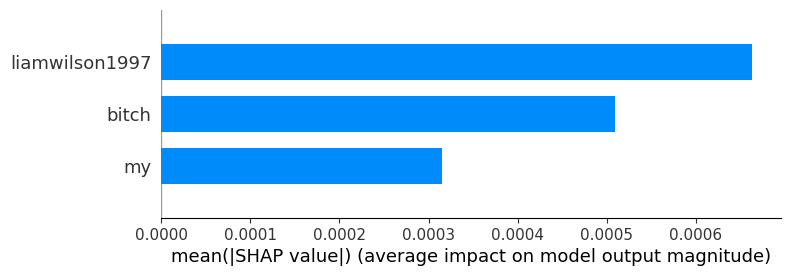 liamwilson1997
bitch
my
0.0000 0.0001 0.0002 0.0003 0.0004 0.0005 0.0006
mean(|SHAP value|) (average impact on model output magnitude)